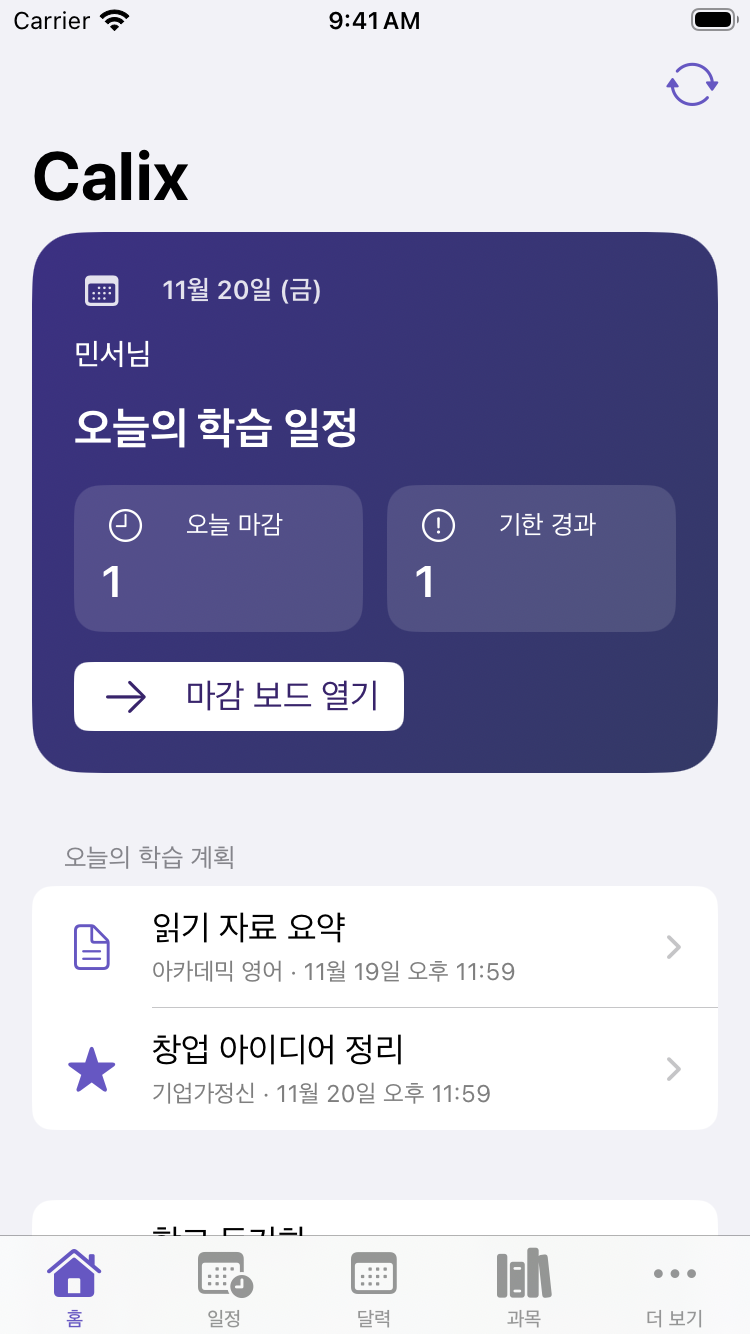 Carrier 9:41 AM
Calix
11월 20일 (금)
민서님
오늘의 학습 일정
오늘 마감
1
기한 경과
1
마감 보드 열기
오늘의 학습 계획
읽기 자료 요약
아카데믹 영어 · 11월 19일 오후 11:59
창업 아이디어 정리
기업가정신 · 11월 20일 오후 11:59
홈
일정
달력
과목
더 보기